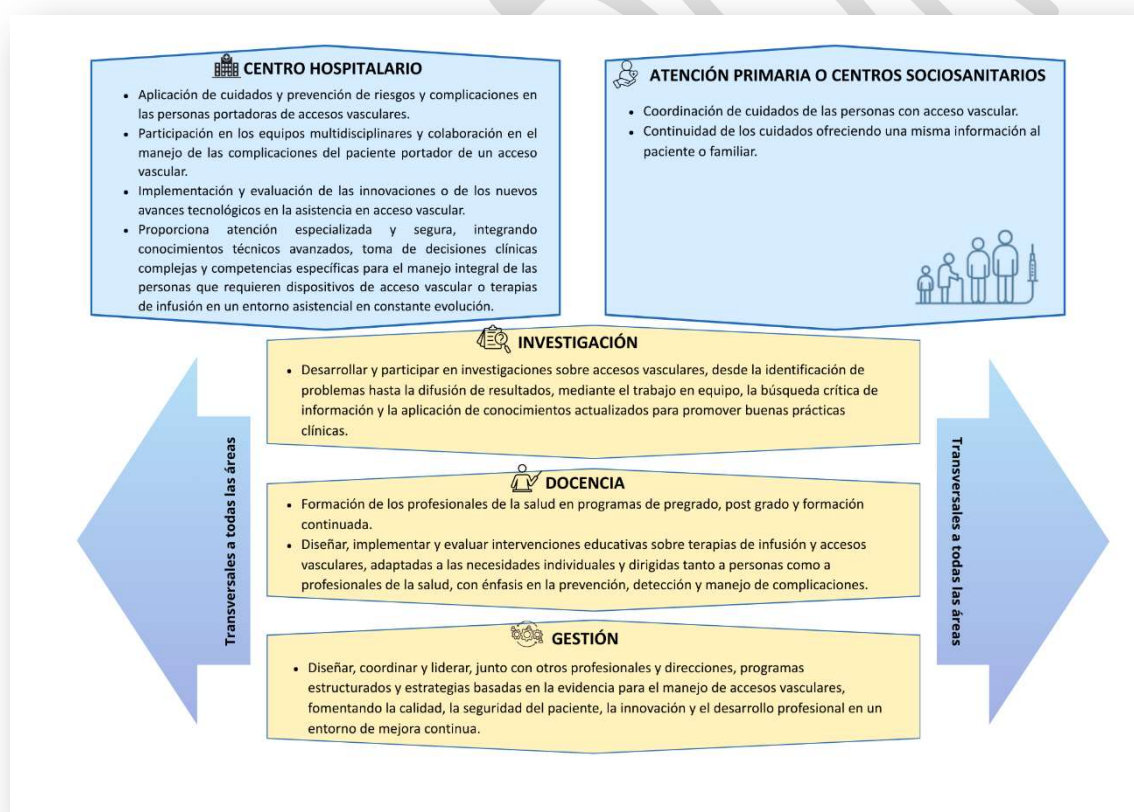 CENTRO HOSPITALARIO
• Aplicación de cuidados y prevención de riesgos y complicaciones en
las personas portadoras de accesos vasculares.
• Participación en los equipos multidisciplinares y colaboración en el
manejo de las complicaciones del paciente portador de un acceso
vascular.
• Implementación y evaluación de las innovaciones o de los nuevos
avances tecnológicos en la asistencia en acceso vascular.
• Proporciona atención especializada y segura, integrando
conocimientos técnicos avanzados, toma de decisiones clínicas
complejas y competencias específicas para el manejo integral de las
personas que requieren dispositivos de acceso vascular o terapias
de infusión en un entorno asistencial en constante evolución.
ATENCIÓN PRIMARIA O CENTROS SOCIOSANITARIOS
• Coordinación de cuidados de las personas con acceso vascular.
• Continuidad de los cuidados ofreciendo una misma información al
paciente o familiar.
Transversales a todas las áreas
INVESTIGACIÓN
• Desarrollar y participar en investigaciones sobre accesos vasculares, desde la identificación de
problemas hasta la difusión de resultados, mediante el trabajo en equipo, la búsqueda crítica de
información y la aplicación de conocimientos actualizados para promover buenas prácticas
clínicas.
DOCENCIA
• Formación de los profesionales de la salud en programas de pregrado, post grado y formación
continuada.
• Diseñar, implementar y evaluar intervenciones educativas sobre terapias de infusión y accesos
vasculares, adaptadas a las necesidades individuales y dirigidas tanto a personas como a
profesionales de la salud, con énfasis en la prevención, detección y manejo de complicaciones.
GESTIÓN
• Diseñar, coordinar y liderar, junto con otros profesionales y direcciones, programas
estructurados y estrategias basadas en la evidencia para el manejo de accesos vasculares,
fomentando la calidad, la seguridad del paciente, la innovación y el desarrollo profesional en un
entorno de mejora continua.
Transversales a todas las áreas